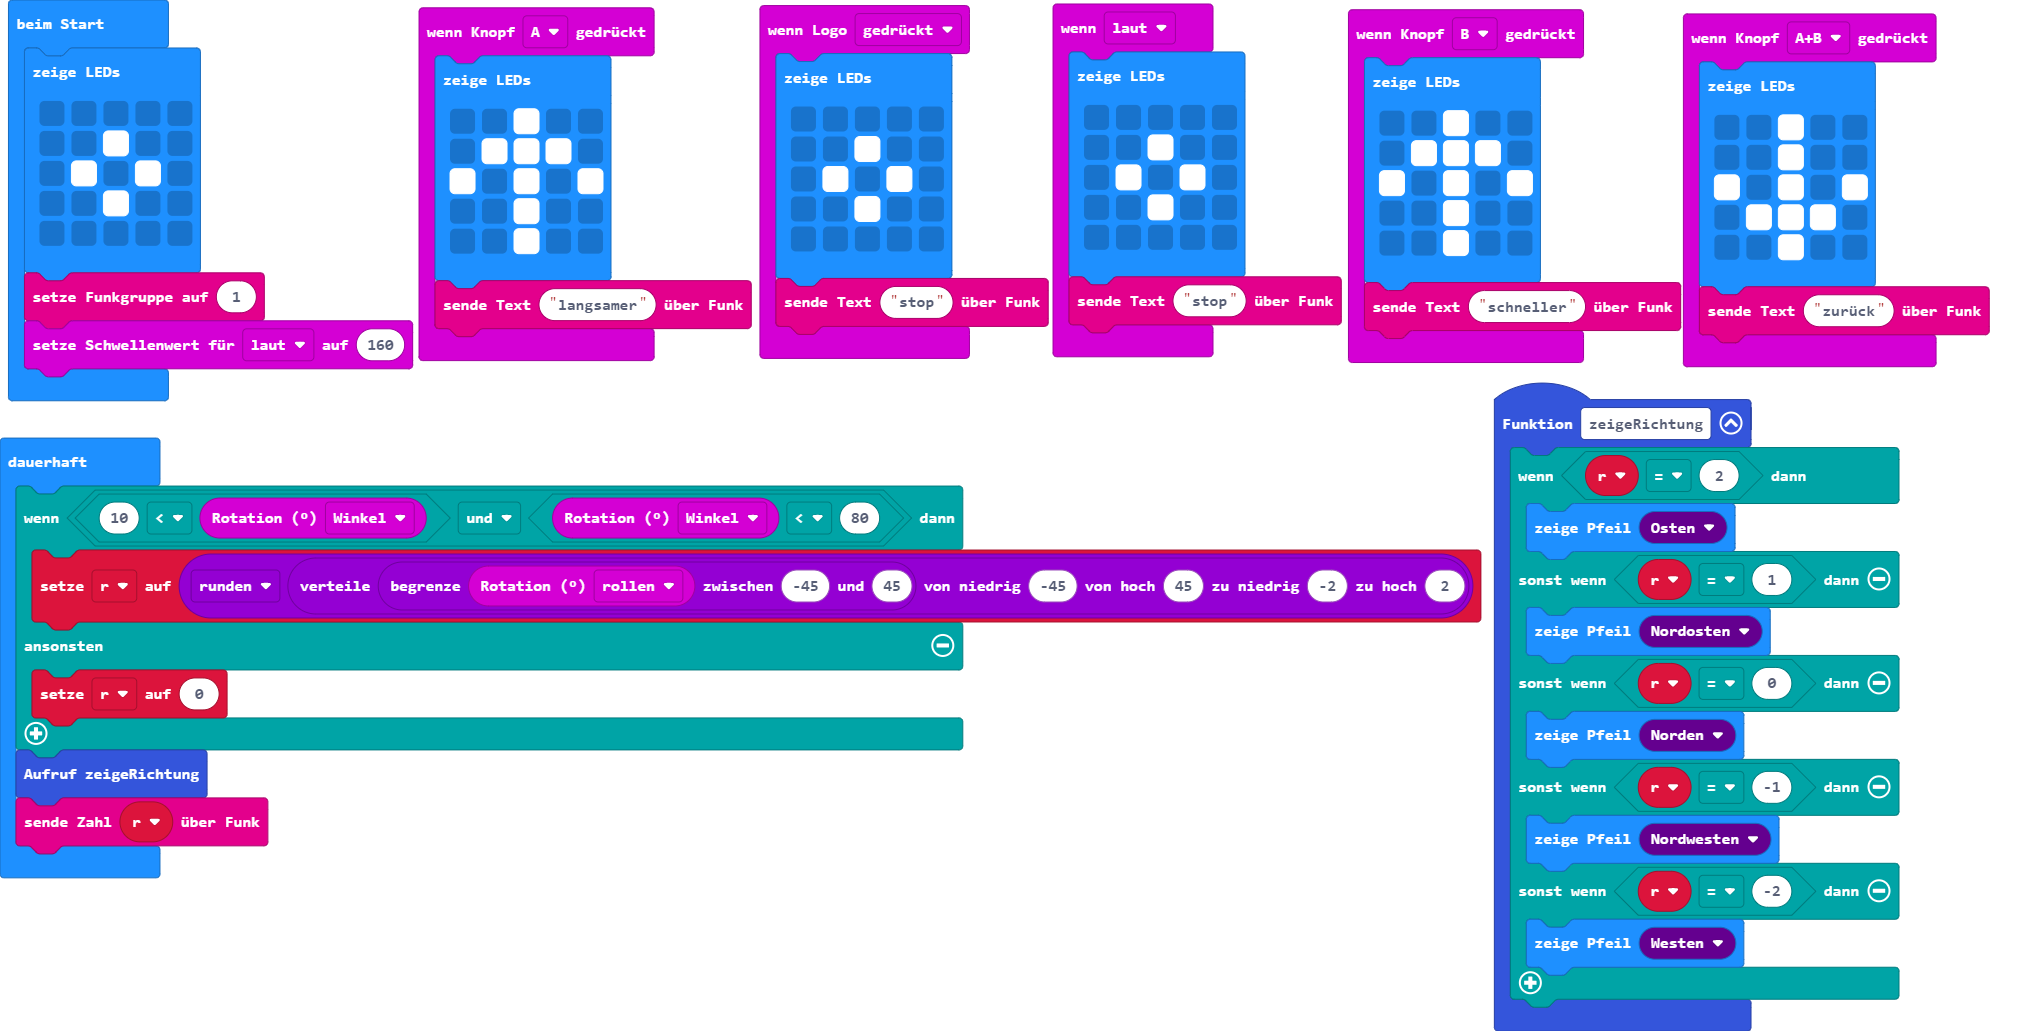 beim Start
zeige LEDs
setze Funkgruppe auf 1
setze Schwellenwert für laut auf 160
wenn Knopf A gedrückt
zeige LEDs
sende Text "langsamer" über Funk
wenn Logo gedrückt
zeige LEDs
sende Text "stop" über Funk
wenn laut
zeige LEDs
sende Text "stop" über Funk
wenn Knopf B gedrückt
zeige LEDs
sende Text "schneller" über Funk
wenn Knopf A+B gedrückt
zeige LEDs
sende Text "zurück" über Funk
dauerhaft
wenn 10 < Rotation (º) Winkel und Rotation (º) Winkel < 80 dann
setze r auf runden verteile begrenze Rotation (º) rollen zwischen -45 und 45 von niedrig -45 von hoch 45 zu niedrig -2 zu hoch 2
ansonsten
setze r auf 0
Aufruf zeigeRichtung
sende Zahl r über Funk
Funktion zeigeRichtung
wenn r = 2 dann
zeige Pfeil Osten
sonst wenn r = 1 dann
zeige Pfeil Nordosten
sonst wenn r = 0 dann
zeige Pfeil Norden
sonst wenn r = -1 dann
zeige Pfeil Nordwesten
sonst wenn r = -2 dann
zeige Pfeil Westen